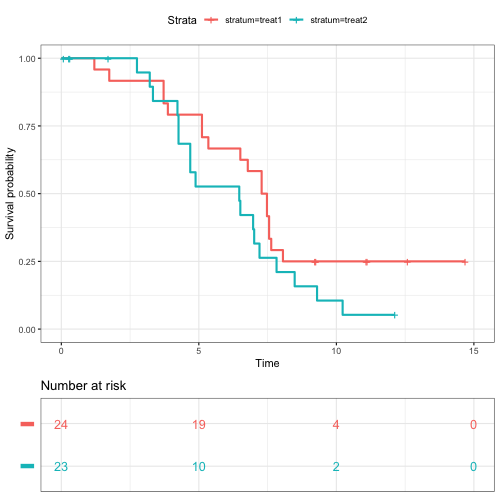 Strata stratum=treat1 stratum=treat2
1.00
0.75
0.50
0.25
0.00
Survival probability
0 5 10 15
Time
Number at risk
24 19 4 0
23 10 2 0